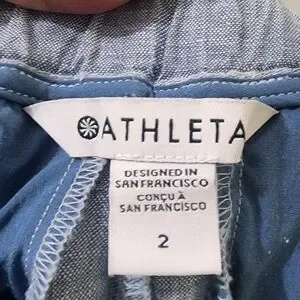 ATHLETA
DESIGNED IN
SAN FRANCISCO
CONÇU À
SAN FRANCISCO
2